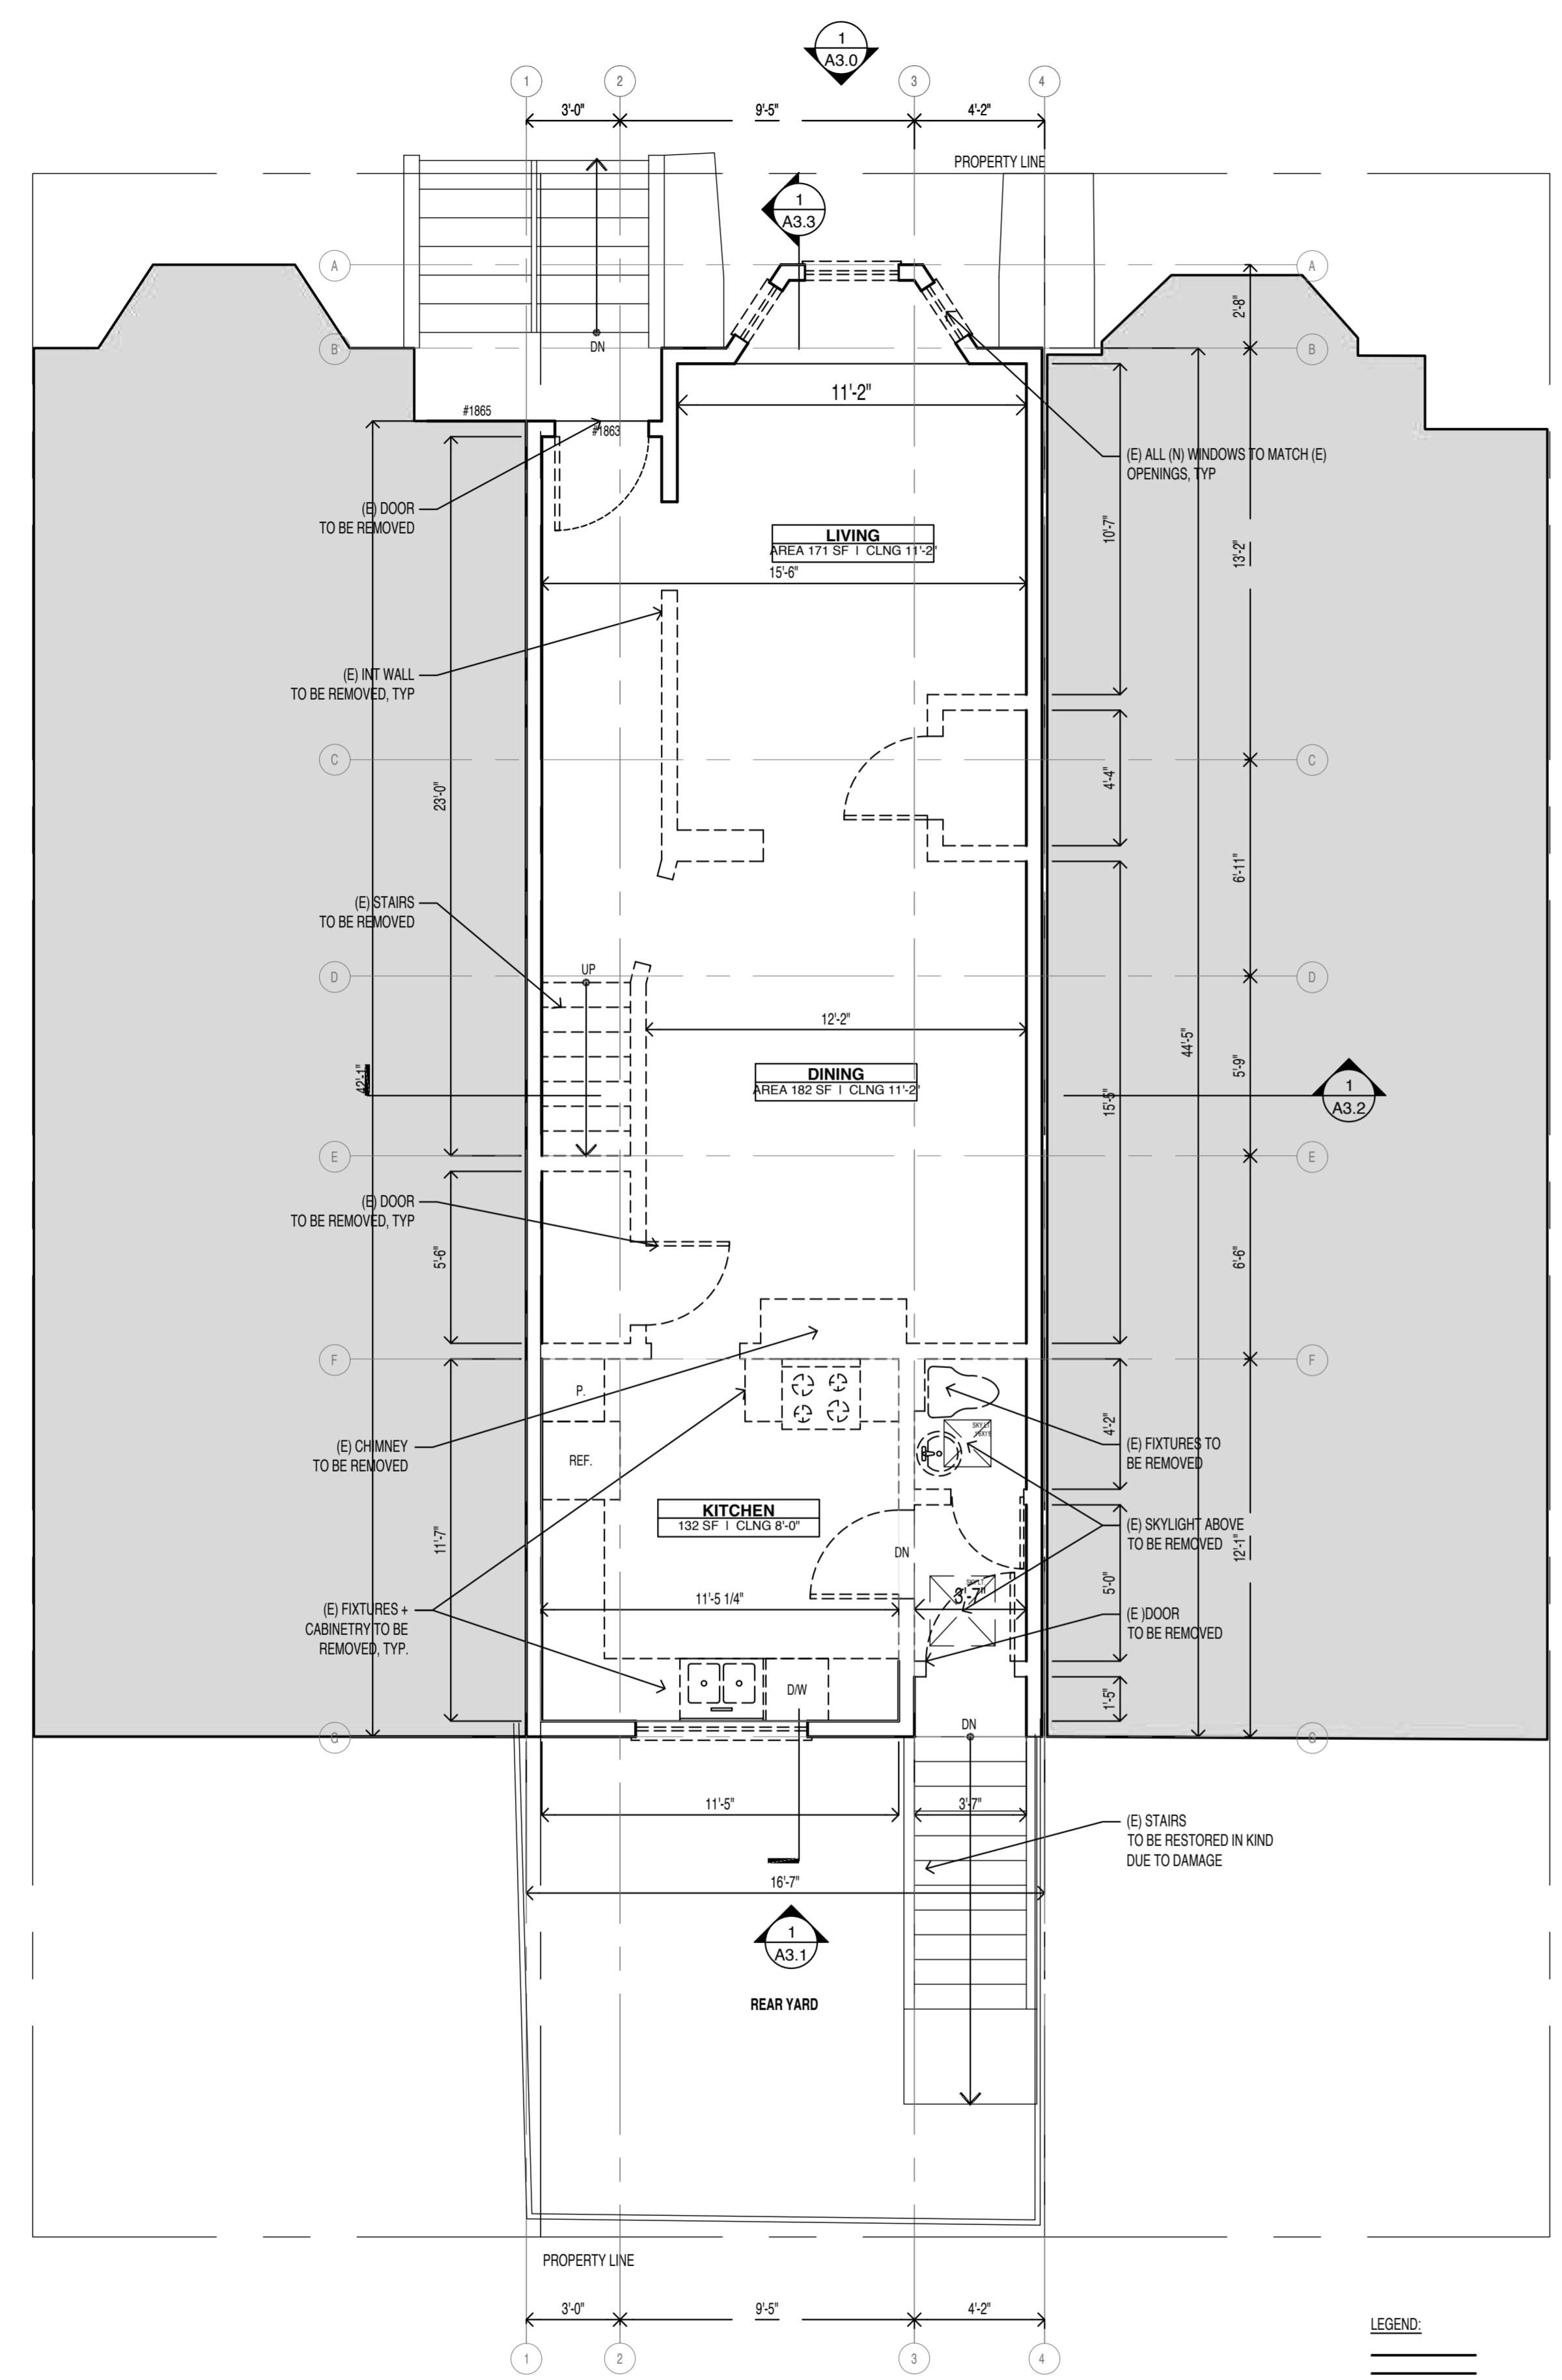 1
A3.0
1
2
3
4
3'-0"
9'-5"
4'-2"
PROPERTY LINE
1
A3.3
A
A
2'-8"
DN
B
B
11'-2"
#1865
#1863
(E) ALL (N) WINDOWS TO MATCH (E)
OPENINGS, TYP
(E) DOOR
TO BE REMOVED
10'-7"
13'-2"
LIVING
AREA 171 SF | CLNG 11'-2"
15'-6"
(E) INT WALL
TO BE REMOVED, TYP
C
C
23'-0"
4'-4"
6'-11"
(E) STAIRS
TO BE REMOVED
UP
D
D
12'-2"
44'-5"
DINING
AREA 182 SF | CLNG 11'-2"
42'-1"
5'-9"
15'-5"
1
A3.2
E
E
(E) DOOR
TO BE REMOVED, TYP
5'-6"
6'-6"
F
F
P.
4'-2"
(E) CHIMNEY
TO BE REMOVED
REF.
SKYLT
(E) FIXTURES TO
BE REMOVED
KITCHEN
132 SF | CLNG 8'-0"
11'-7"
DN
(E) SKYLIGHT ABOVE
TO BE REMOVED
12'-1"
5'-0"
SKYLT
11'-5 1/4"
3'-7"
(E) FIXTURES +
CABINETRY TO BE
REMOVED, TYP.
(E )DOOR
TO BE REMOVED
D/W
1'-5"
DN
G
G
11'-5"
3'-7"
(E) STAIRS
TO BE RESTORED IN KIND
DUE TO DAMAGE
16'-7"
1
A3.1
REAR YARD
PROPERTY LINE
3'-0"
9'-5"
4'-2"
LEGEND:
1
2
3
4